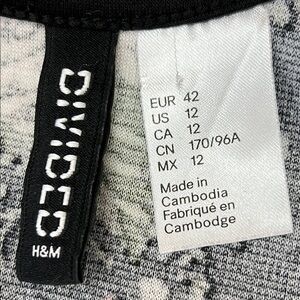 DIVIDED
H&M
EUR 42
US 12
CA 12
CN 170/96A
MX 12
Made in
Cambodia
Fabriqué en
Cambodge